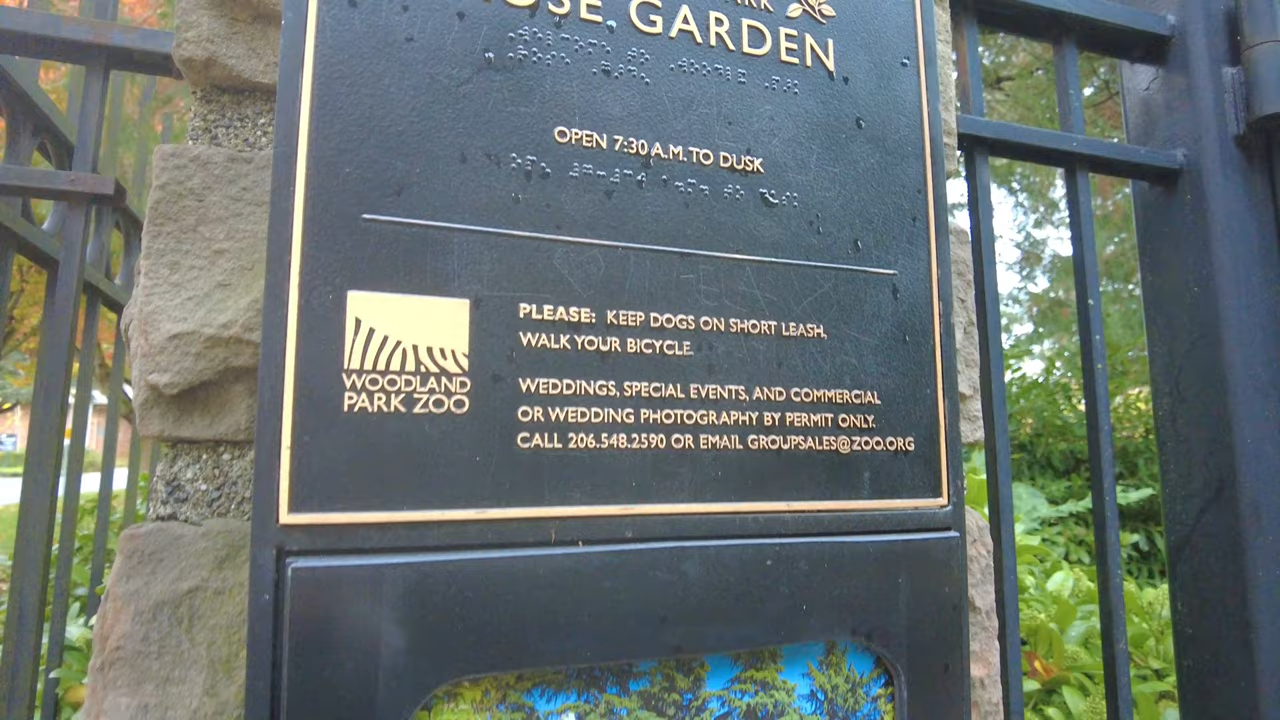 GARDEN
OPEN 7:30 A.M. TO DUSK
WOODLAND
PARK ZOO
PLEASE: KEEP DOGS ON SHORT LEASH,
WALK YOUR BICYCLE.
WEDDINGS, SPECIAL EVENTS, AND COMMERCIAL
OR WEDDING PHOTOGRAPHY BY PERMIT ONLY.
CALL 206.548.2590 OR EMAIL GROUPSALES@ZOO.ORG